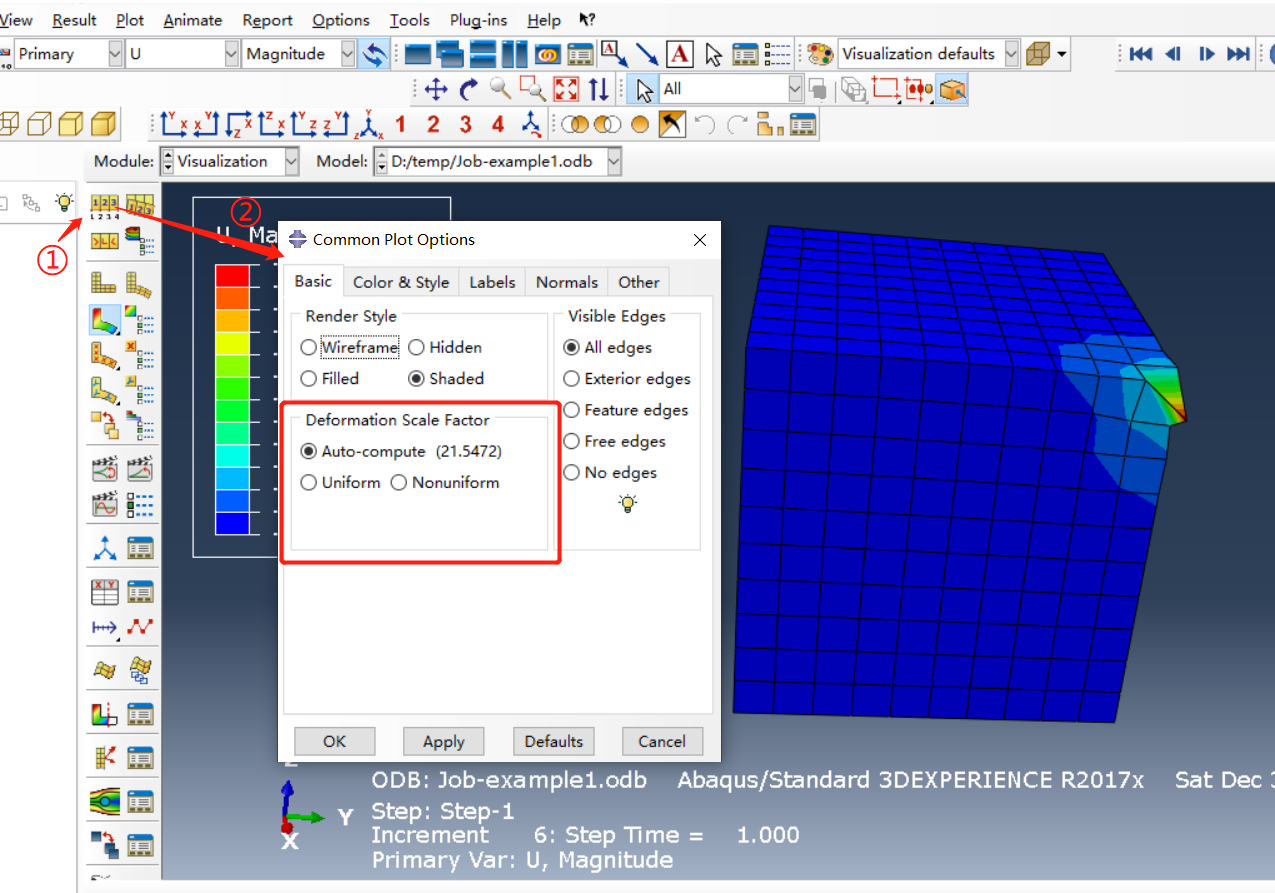 View Result Plot Animate Report Options Tools Plug-ins Help
Primary U Magnitude Visualization defaults
All
1 2 3 4
Module: Visualization Model: D:/temp/Job-example1.odb
①
②
U, Ma
Common Plot Options
Basic Color & Style Labels Normals Other
Render Style
Wireframe Hidden
Filled Shaded
Visible Edges
All edges
Exterior edges
Feature edges
Free edges
No edges
Deformation Scale Factor
Auto-compute (21.5472)
Uniform Nonuniform
OK Apply Defaults Cancel
Z
Y
X
ODB: Job-example1.odb Abaqus/Standard 3DEXPERIENCE R2017x Sat Dec
Step: Step-1
Increment 6: Step Time = 1.000
Primary Var: U, Magnitude